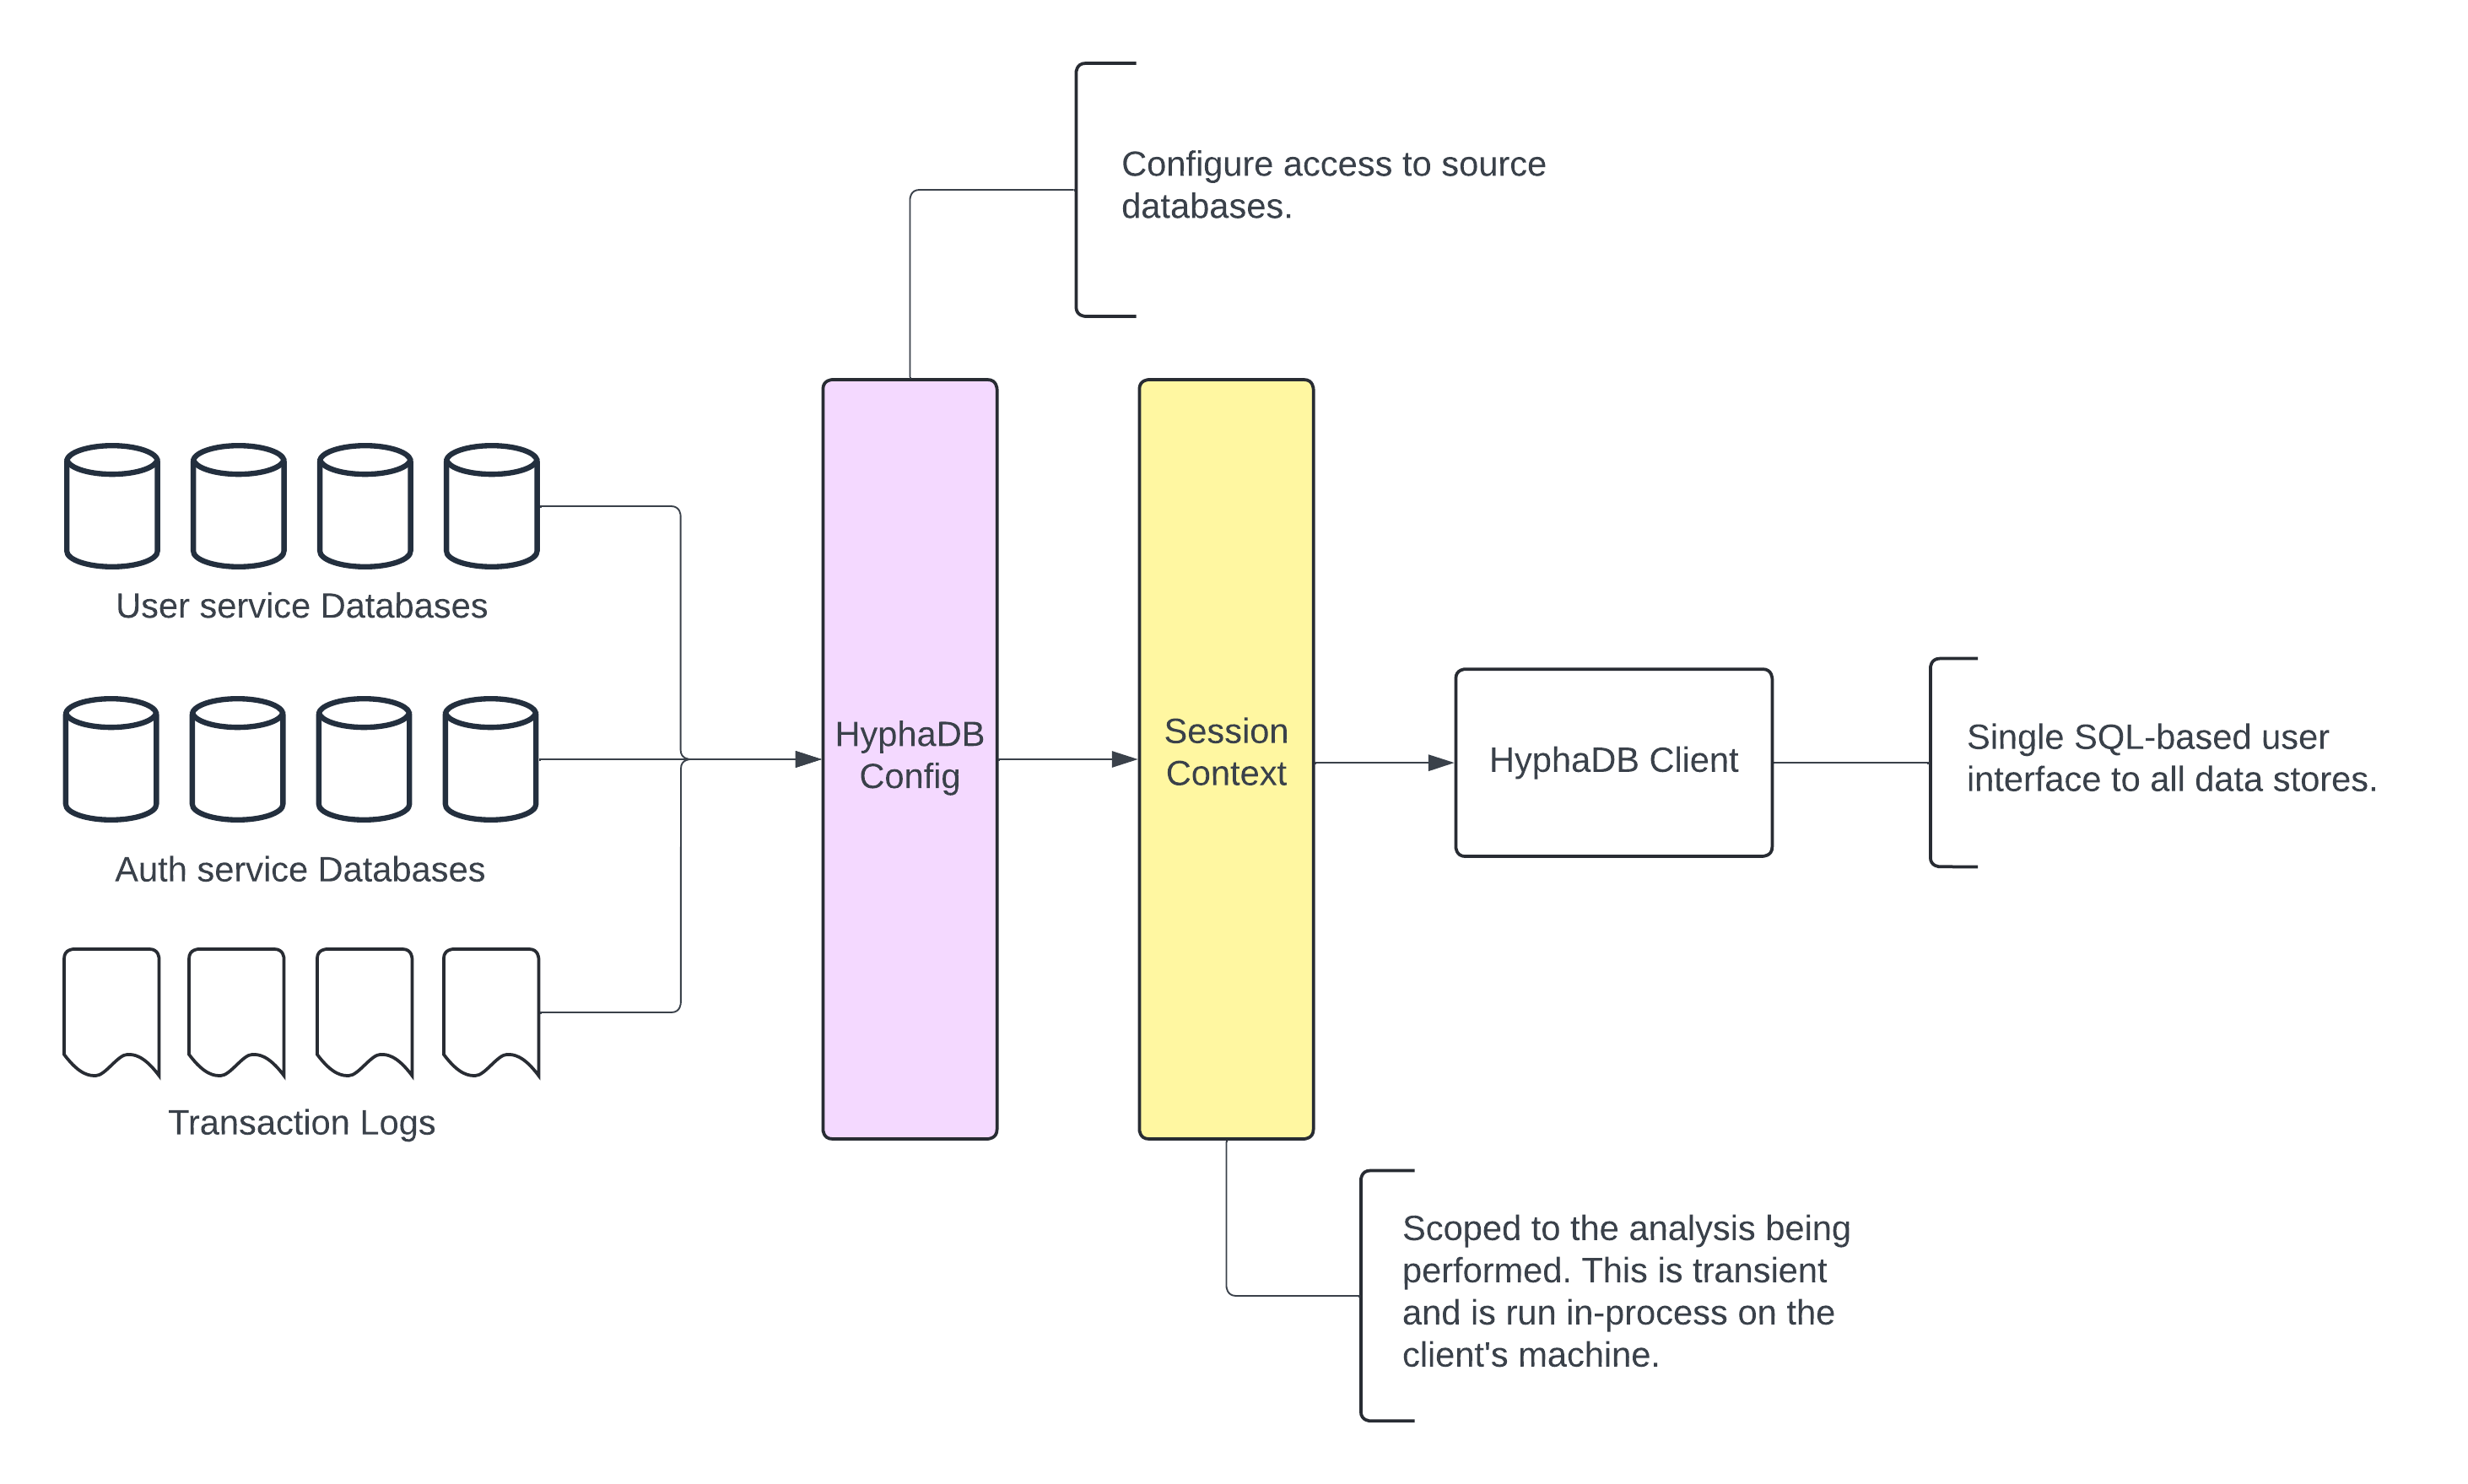 Configure access to source
databases.
User service Databases
Auth service Databases
Transaction Logs
HyphaDB
Config
Session
Context
HyphaDB Client
Single SQL-based user
interface to all data stores.
Scoped to the analysis being
performed. This is transient
and is run in-process on the
client's machine.